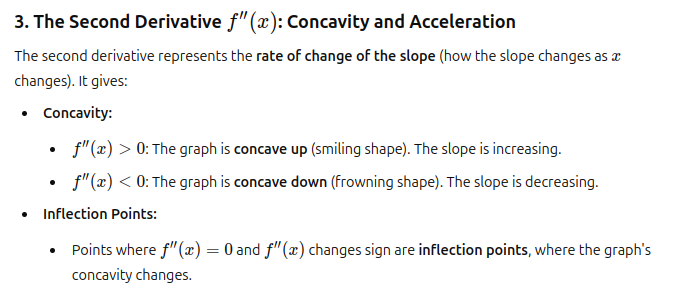 3. The Second Derivative f″(x): Concavity and Acceleration
The second derivative represents the rate of change of the slope (how the slope changes as x
changes). It gives:
• Concavity:
• f″(x) > 0: The graph is concave up (smiling shape). The slope is increasing.
• f″(x) < 0: The graph is concave down (frowning shape). The slope is decreasing.
• Inflection Points:
• Points where f″(x) = 0 and f″(x) changes sign are inflection points, where the graph's
concavity changes.